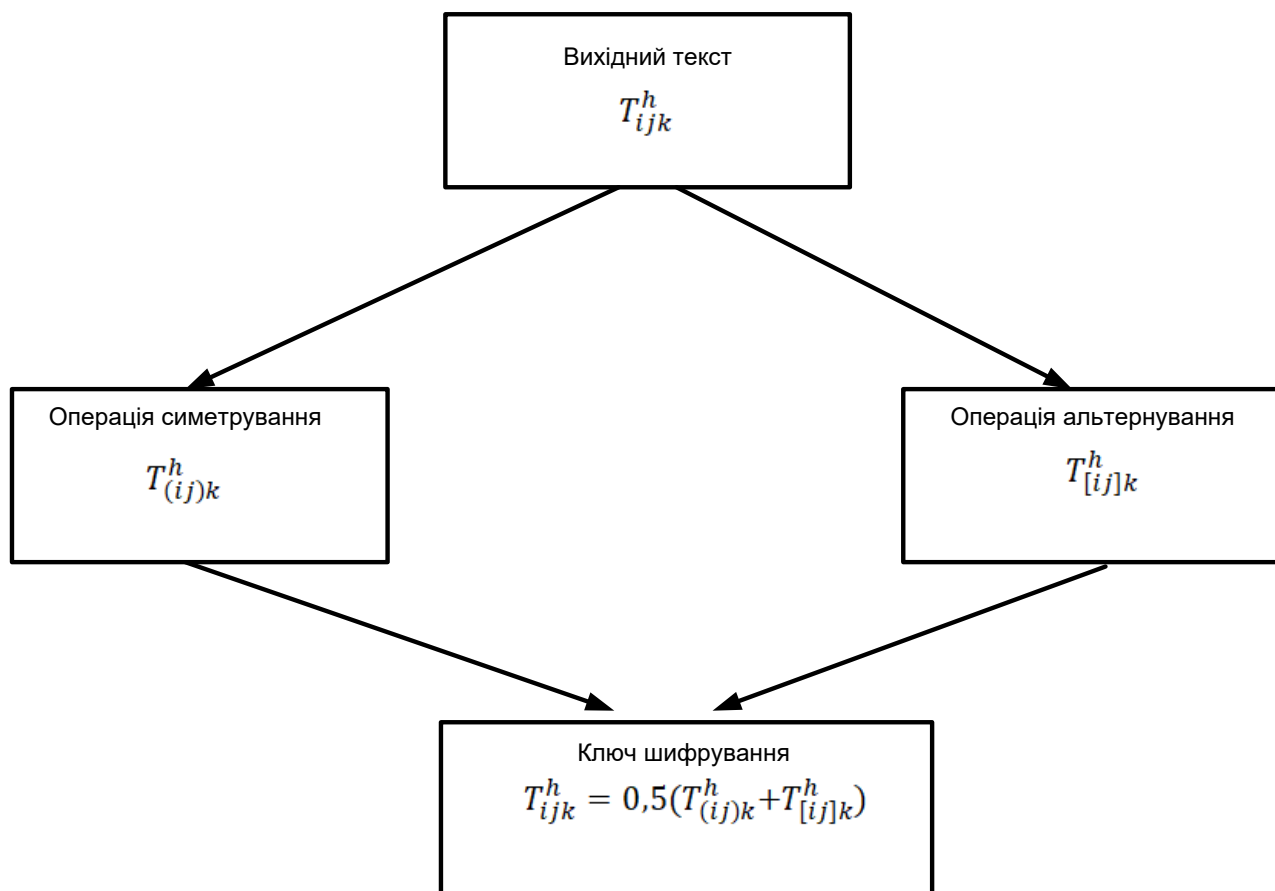 Вихідний текст
$T^h_{ijk}$
Операція симетрування
$T^h_{(ij)k}$
Операція альтернування
$T^h_{[ij]k}$
Ключ шифрування
$T^h_{ijk} = 0,5(T^h_{(ij)k}+T^h_{[ij]k})$